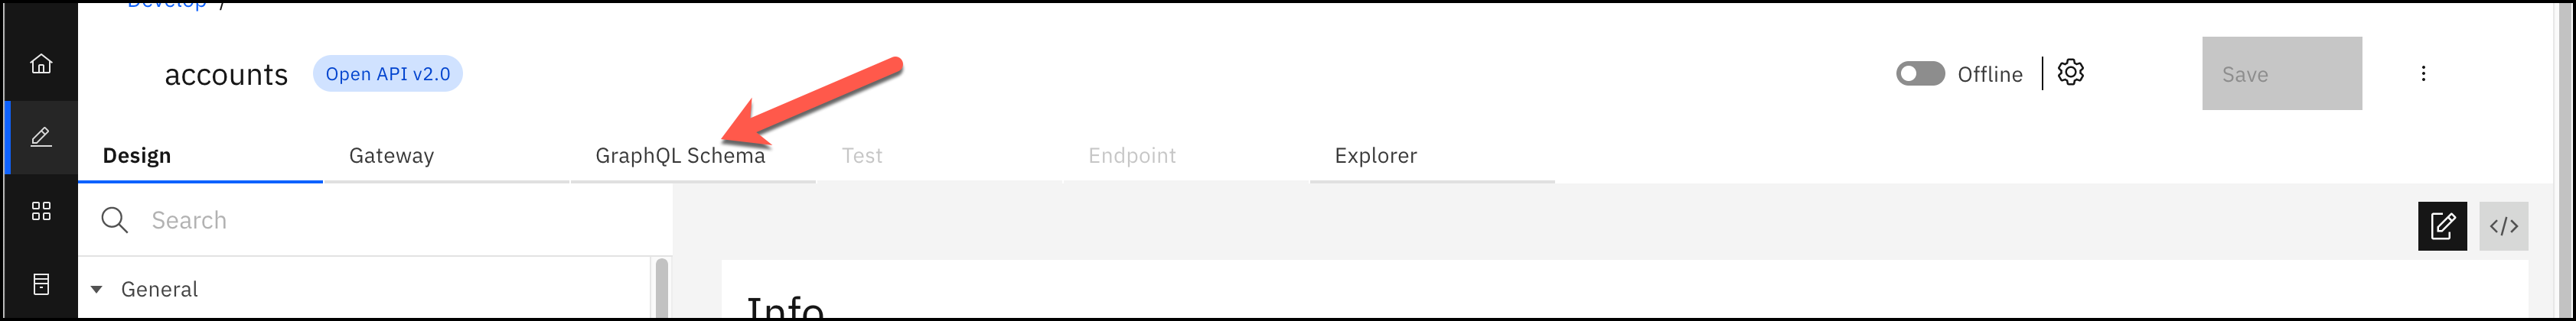 Develop /
accounts
Open API v2.0
Offline
Save
Design
Gateway
GraphQL Schema
Test
Endpoint
Explorer
Search
</>
General
Info